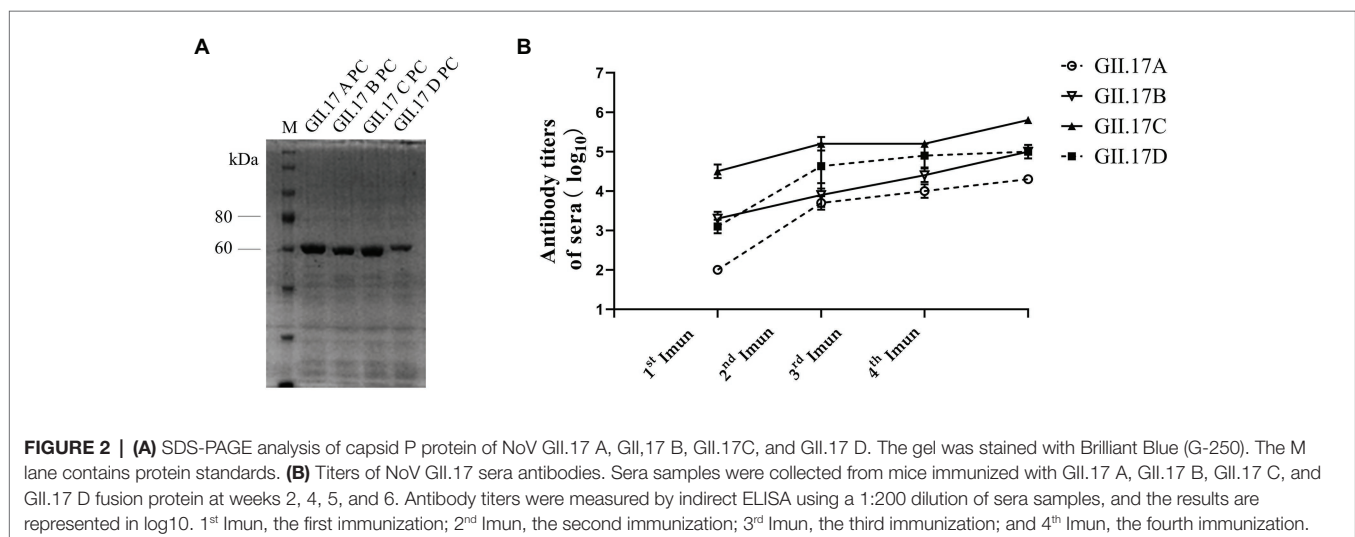 A
GII.17 A PC
GII.17 B PC
GII.17 C PC
GII.17 D PC
M
kDa
80
60
B
7
6
5
4
3
2
1
Antibody titers
of sera ( log10)
1st Imun
2nd Imun
3rd Imun
4th Imun
GII.17A
GII.17B
GII.17C
GII.17D
FIGURE 2 | (A) SDS-PAGE analysis of capsid P protein of NoV GII.17 A, GII,17 B, GII.17C, and GII.17 D. The gel was stained with Brilliant Blue (G-250). The M
lane contains protein standards. (B) Titers of NoV GII.17 sera antibodies. Sera samples were collected from mice immunized with GII.17 A, GII.17 B, GII.17 C, and
GII.17 D fusion protein at weeks 2, 4, 5, and 6. Antibody titers were measured by indirect ELISA using a 1:200 dilution of sera samples, and the results are
represented in log10. 1st Imun, the first immunization; 2nd Imun, the second immunization; 3rd Imun, the third immunization; and 4th Imun, the fourth immunization.